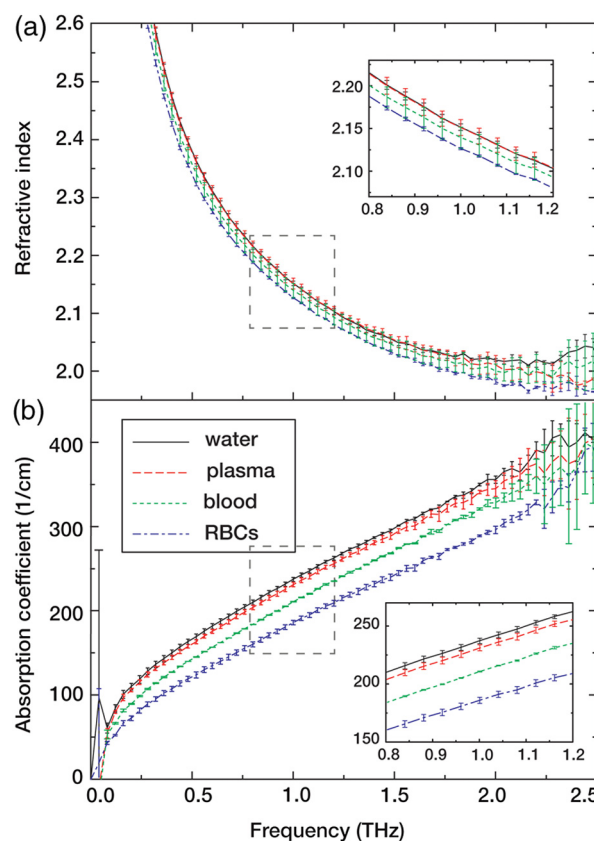 (a)
2.6
2.5
2.4
2.3
2.2
2.1
2.0
Refractive index
2.20
2.15
2.10
0.8 0.9 1.0 1.1 1.2
(b)
400
300
200
100
0
Absorption coefficient (1/cm)
water
plasma
blood
RBCs
250
200
150
0.8 0.9 1.0 1.1 1.2
0.0 0.5 1.0 1.5 2.0 2.5
Frequency (THz)